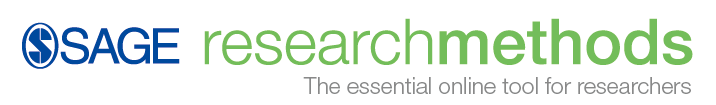 SAGE researchmethods
The essential online tool for researchers